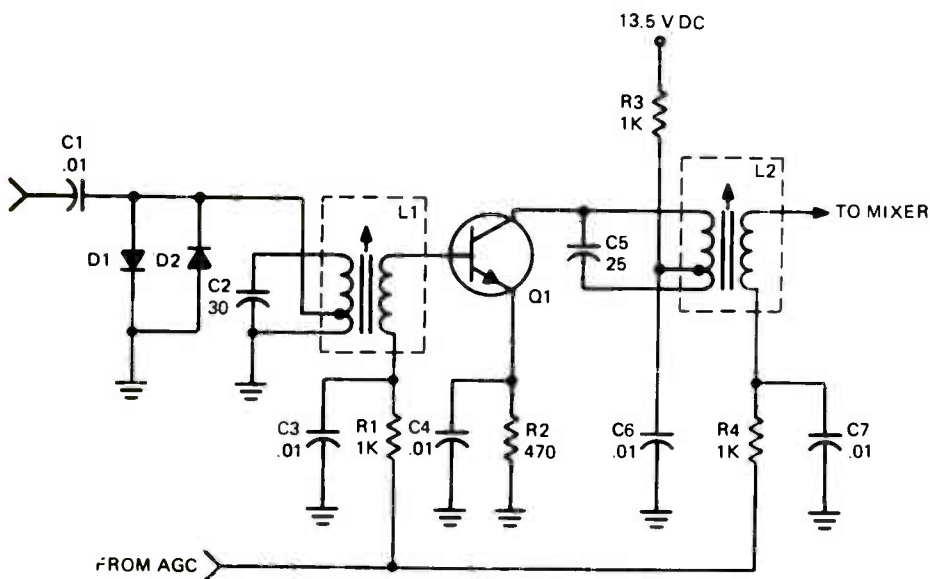 13.5 V DC
R3
1K
C1
.01
L1
L2
TO MIXER
D1
D2
C2
30
Q1
C5
25
C3
.01
R1
1K
C4
.01
R2
470
C6
.01
R4
1K
C7
.01
FROM AGC